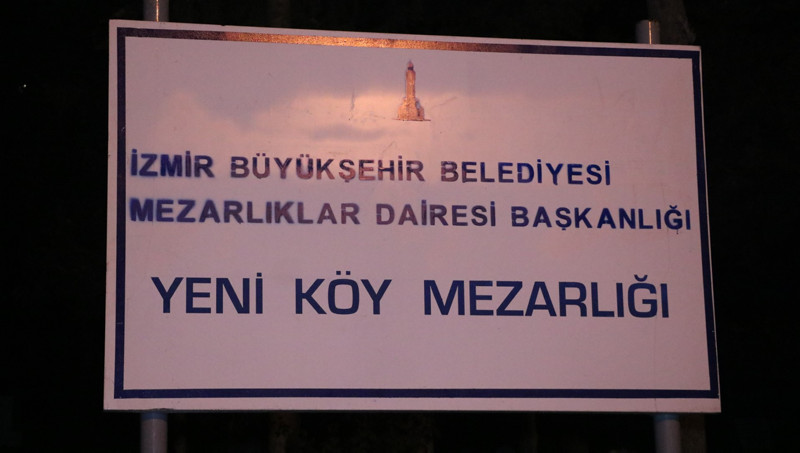 İZMİR BÜYÜKŞEHİR BELEDİYESİ
MEZARLIKLAR DAİRESİ BAŞKANLIĞI
YENİ KÖY MEZARLIĞI